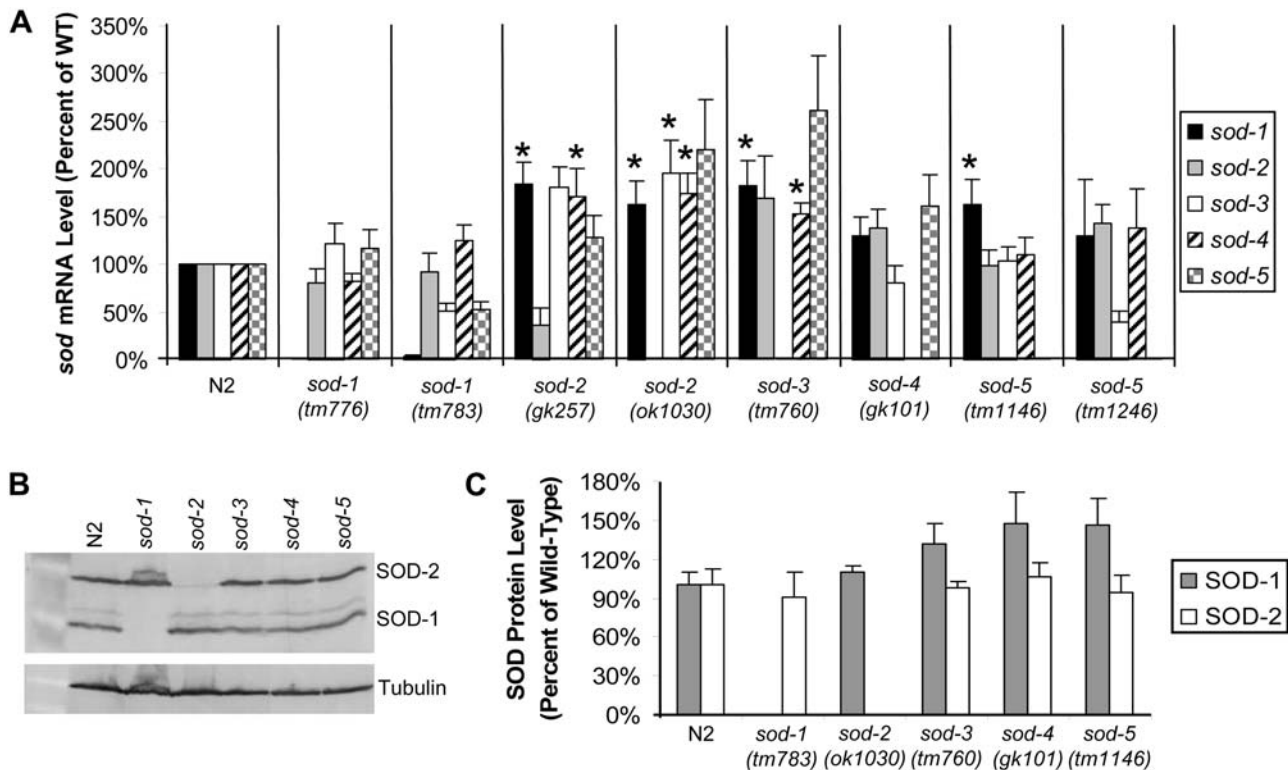 A
sod mRNA Level (Percent of WT)
350%
300%
250%
200%
150%
100%
50%
0%
* * * * * * * *
N2
sod-1 (tm776)
sod-1 (tm783)
sod-2 (gk257)
sod-2 (ok1030)
sod-3 (tm760)
sod-4 (gk101)
sod-5 (tm1146)
sod-5 (tm1246)
sod-1
sod-2
sod-3
sod-4
sod-5
B
N2
sod-1
sod-2
sod-3
sod-4
sod-5
SOD-2
SOD-1
Tubulin
C
SOD Protein Level
(Percent of Wild-Type)
180%
150%
120%
90%
60%
30%
0%
N2
sod-1 (tm783)
sod-2 (ok1030)
sod-3 (tm760)
sod-4 (gk101)
sod-5 (tm1146)
SOD-1
SOD-2